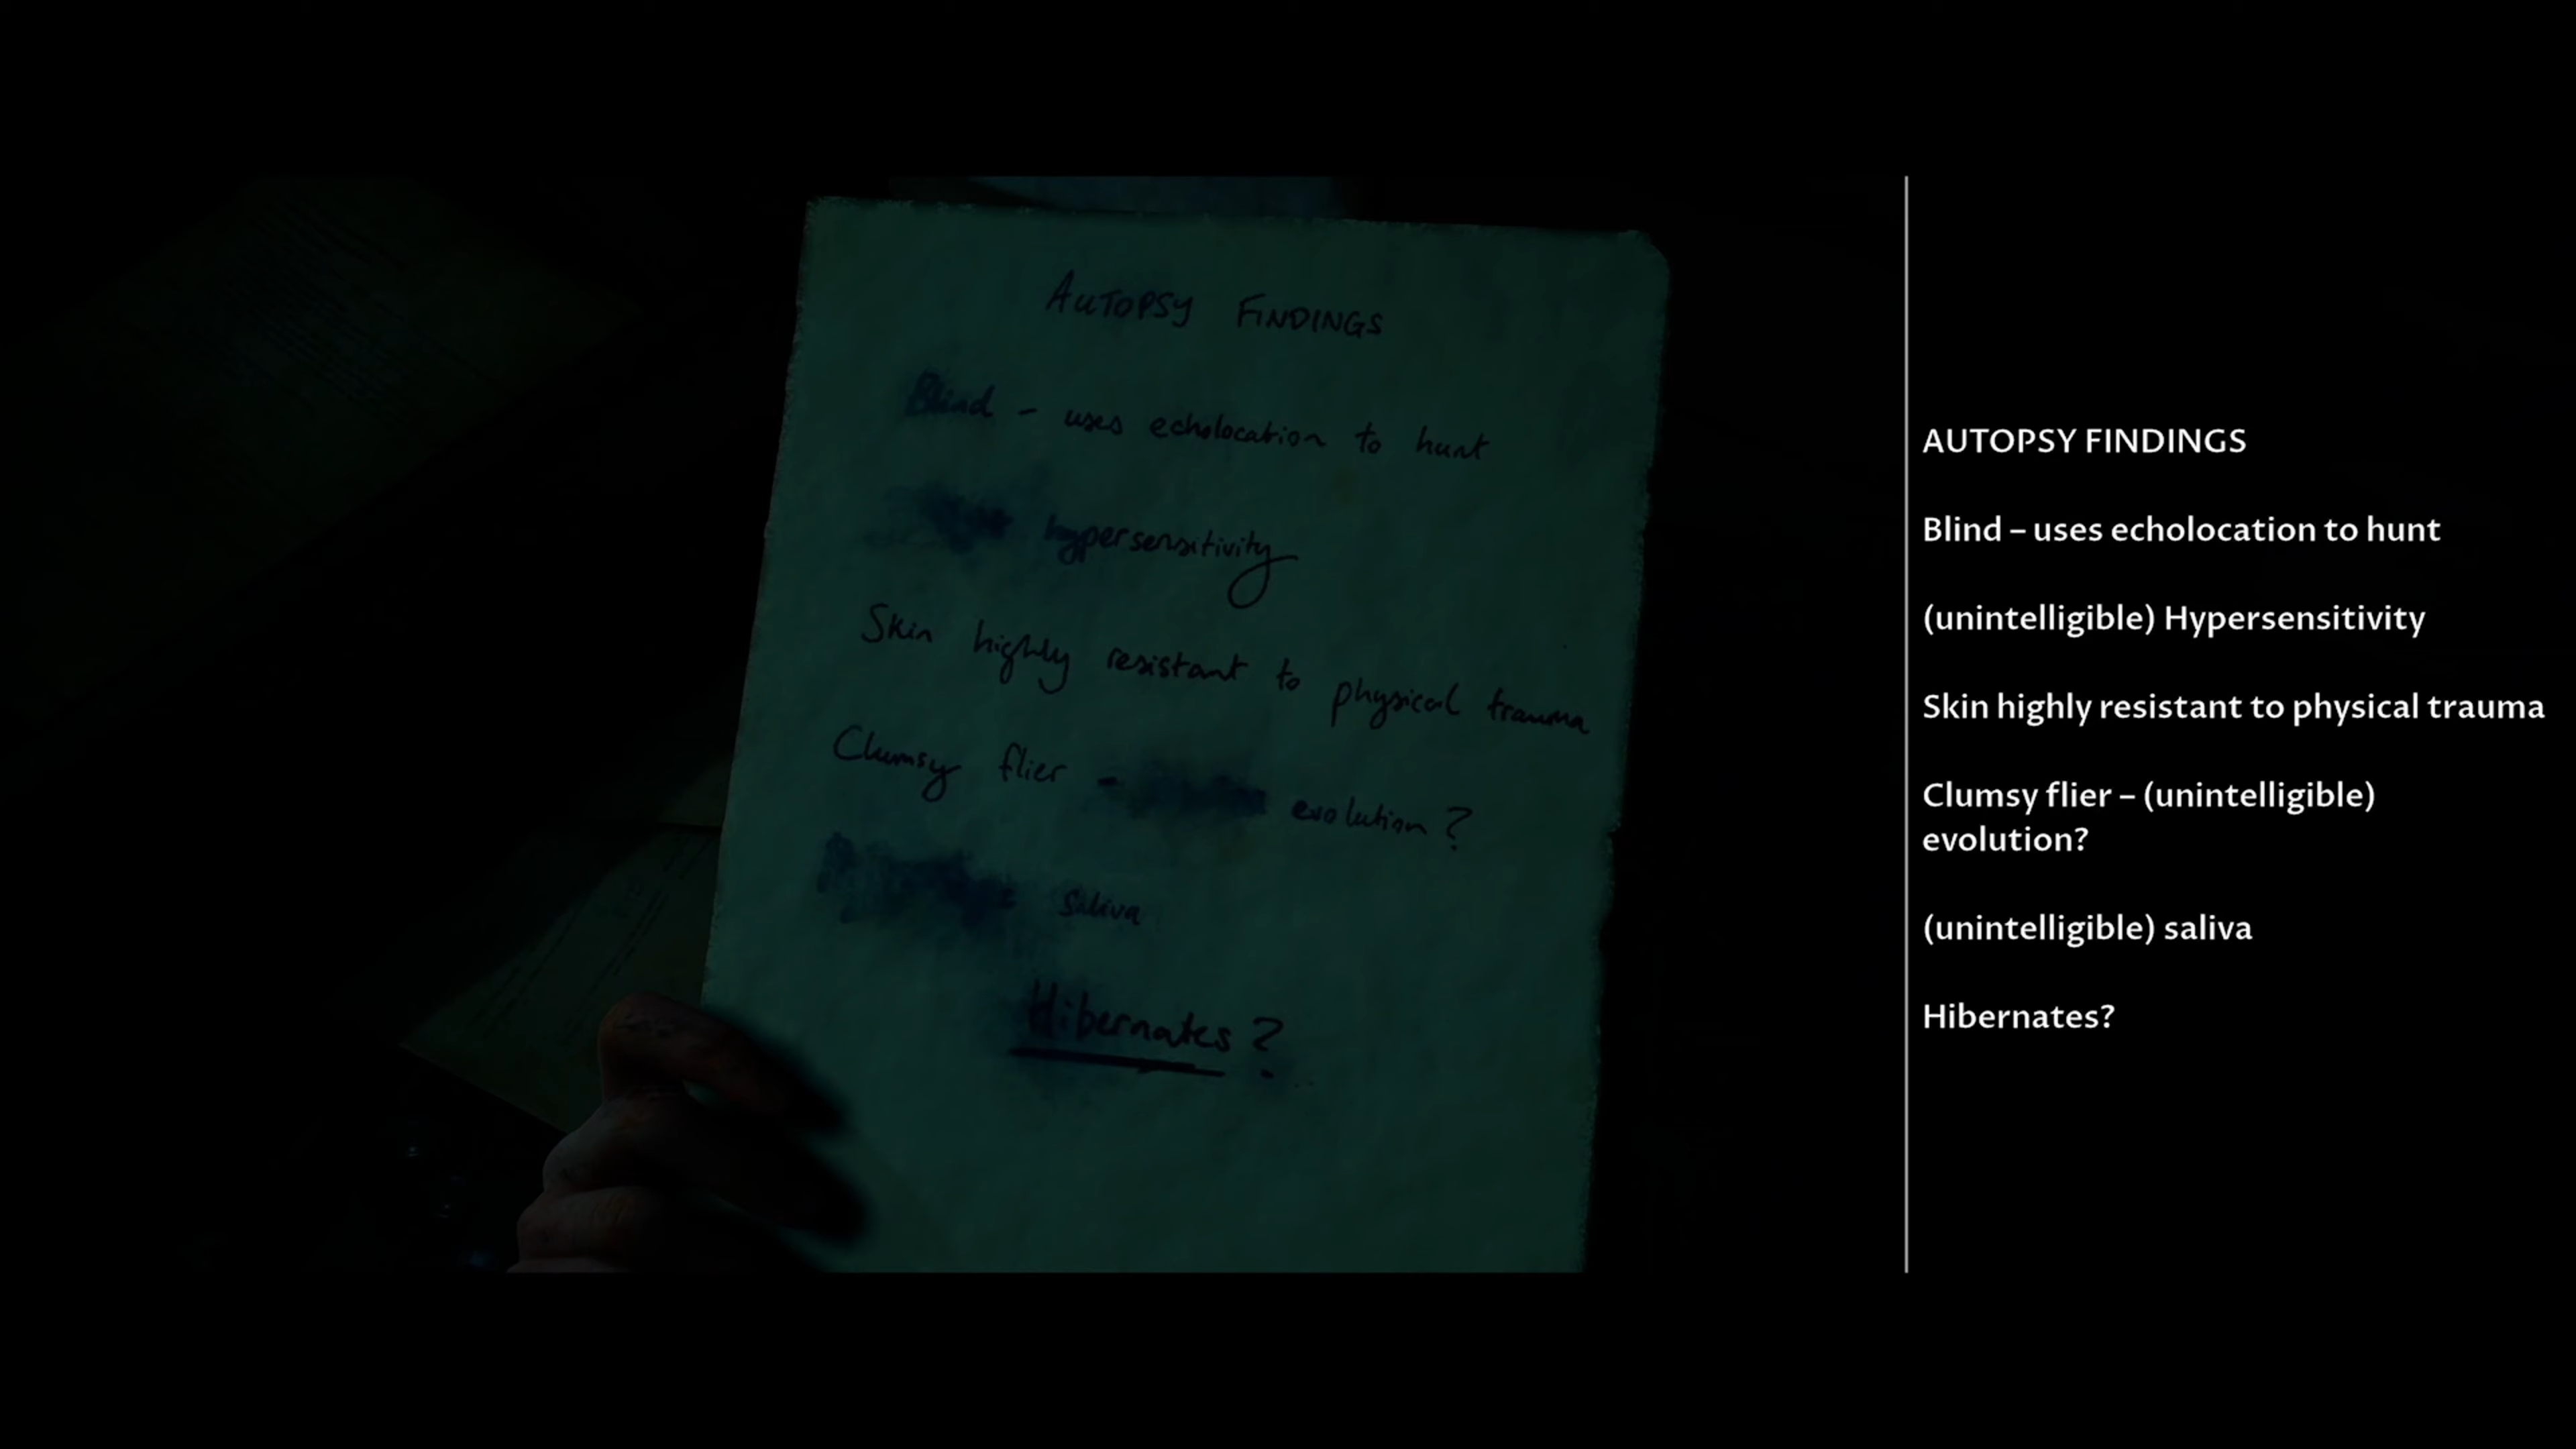 AUTOPSY FINDINGS
Blind - uses echolocation to hunt
hypersensitivity
Skin highly resistant to physical trauma
Clumsy flier - evolution?
saliva
Hibernates?
AUTOPSY FINDINGS
Blind – uses echolocation to hunt
(unintelligible) Hypersensitivity
Skin highly resistant to physical trauma
Clumsy flier – (unintelligible)
evolution?
(unintelligible) saliva
Hibernates?